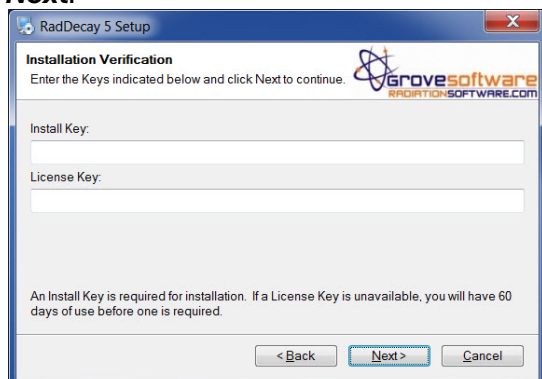 Next.
RadDecay 5 Setup
X
Installation Verification
Enter the Keys indicated below and click Next to continue.
Grovesoftware
RADIATIONSOFTWARE.COM
Install Key:
License Key:
An Install Key is required for installation. If a License Key is unavailable, you will have 60
days of use before one is required.
< Back Next > Cancel